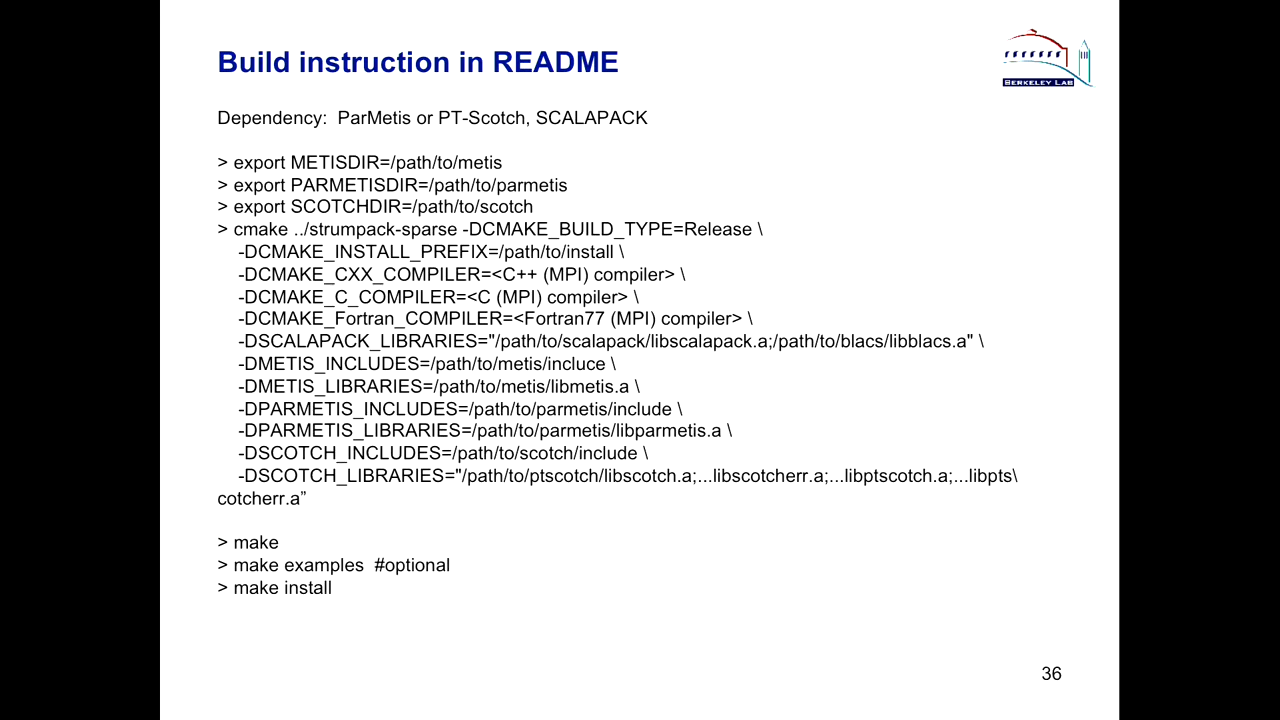 Build instruction in README
BERKELEY LAB
Dependency:  ParMetis or PT-Scotch, SCALAPACK
> export METISDIR=/path/to/metis
> export PARMETISDIR=/path/to/parmetis
> export SCOTCHDIR=/path/to/scotch
> cmake ../strumpack-sparse -DCMAKE_BUILD_TYPE=Release \
-DCMAKE_INSTALL_PREFIX=/path/to/install \
-DCMAKE_CXX_COMPILER=<C++ (MPI) compiler> \
-DCMAKE_C_COMPILER=<C (MPI) compiler> \
-DCMAKE_Fortran_COMPILER=<Fortran77 (MPI) compiler> \
-DSCALAPACK_LIBRARIES="/path/to/scalapack/libscalapack.a;/path/to/blacs/libblacs.a" \
-DMETIS_INCLUDES=/path/to/metis/incluce \
-DMETIS_LIBRARIES=/path/to/metis/libmetis.a \
-DPARMETIS_INCLUDES=/path/to/parmetis/include \
-DPARMETIS_LIBRARIES=/path/to/parmetis/libparmetis.a \
-DSCOTCH_INCLUDES=/path/to/scotch/include \
-DSCOTCH_LIBRARIES="/path/to/ptscotch/libscotch.a;...libscotcherr.a;...libptscotch.a;...libpts\
cotcherr.a”
> make
> make examples  #optional
> make install
36